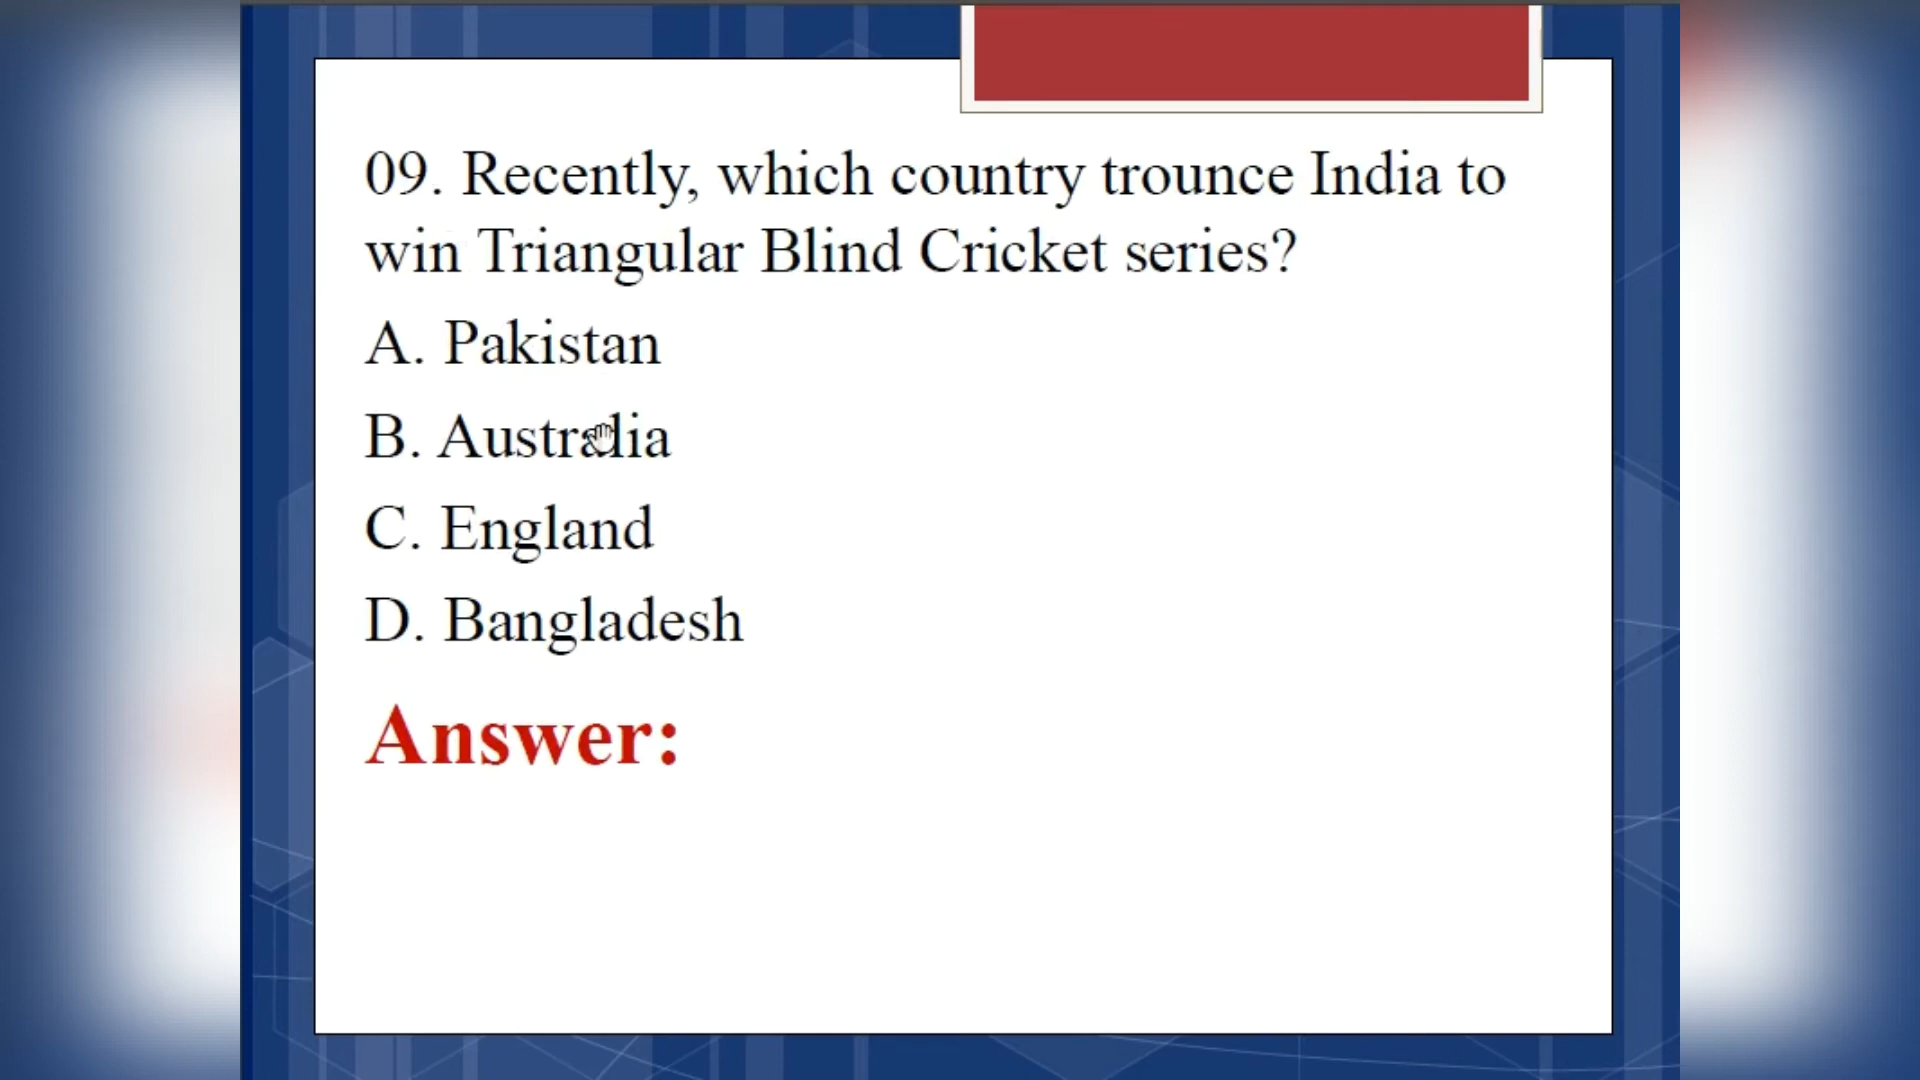 09. Recently, which country trounce India to
win Triangular Blind Cricket series?
A. Pakistan
B. Australia
C. England
D. Bangladesh
Answer: